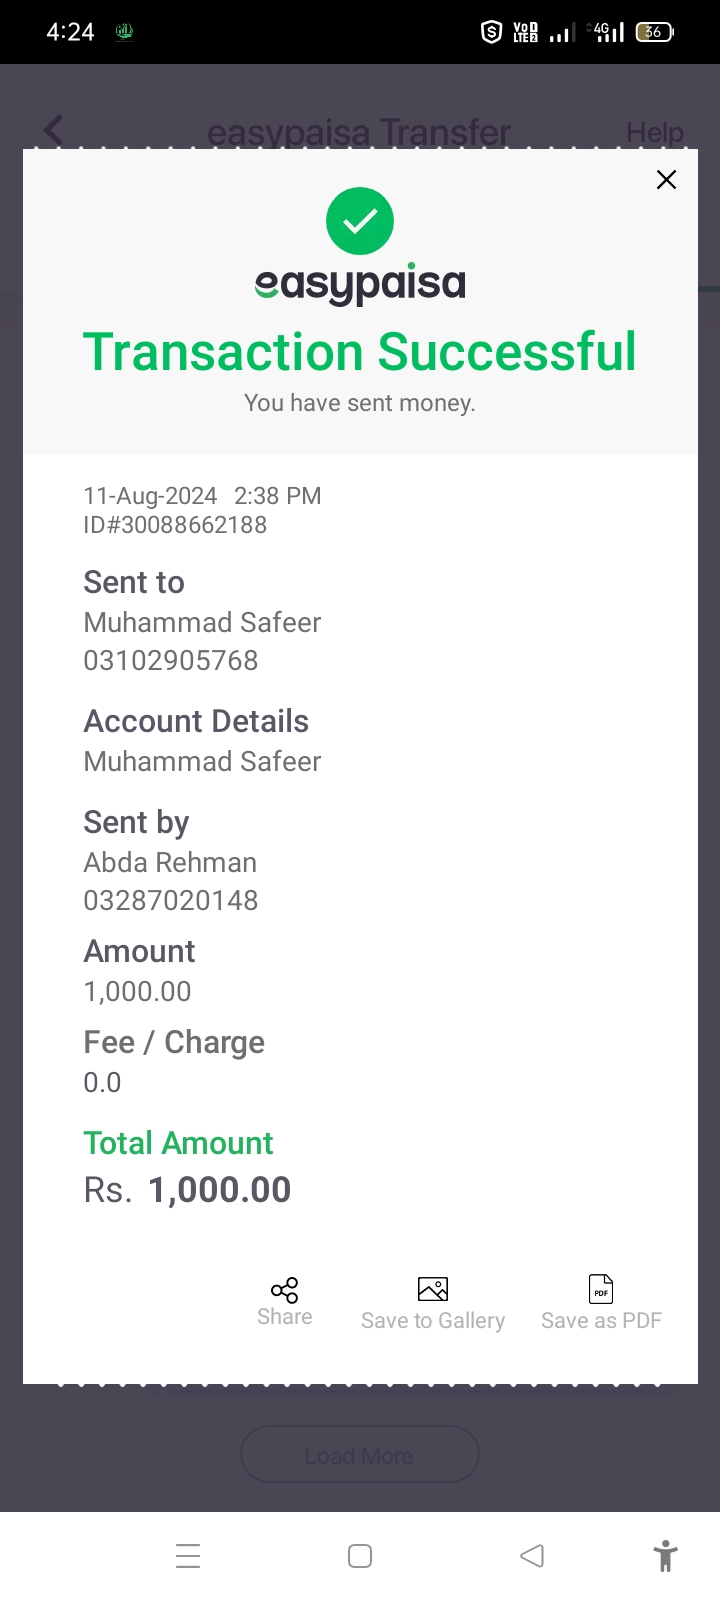 4:24
VoD
LTE2
4G
36
easypaisa Transfer
Help
easypaisa
Transaction Successful
You have sent money.
11-Aug-2024 2:38 PM
ID#30088662188
Sent to
Muhammad Safeer
03102905768
Account Details
Muhammad Safeer
Sent by
Abda Rehman
03287020148
Amount
1,000.00
Fee / Charge
0.0
Total Amount
Rs. 1,000.00
Share
Save to Gallery
PDF
Save as PDF
Load More